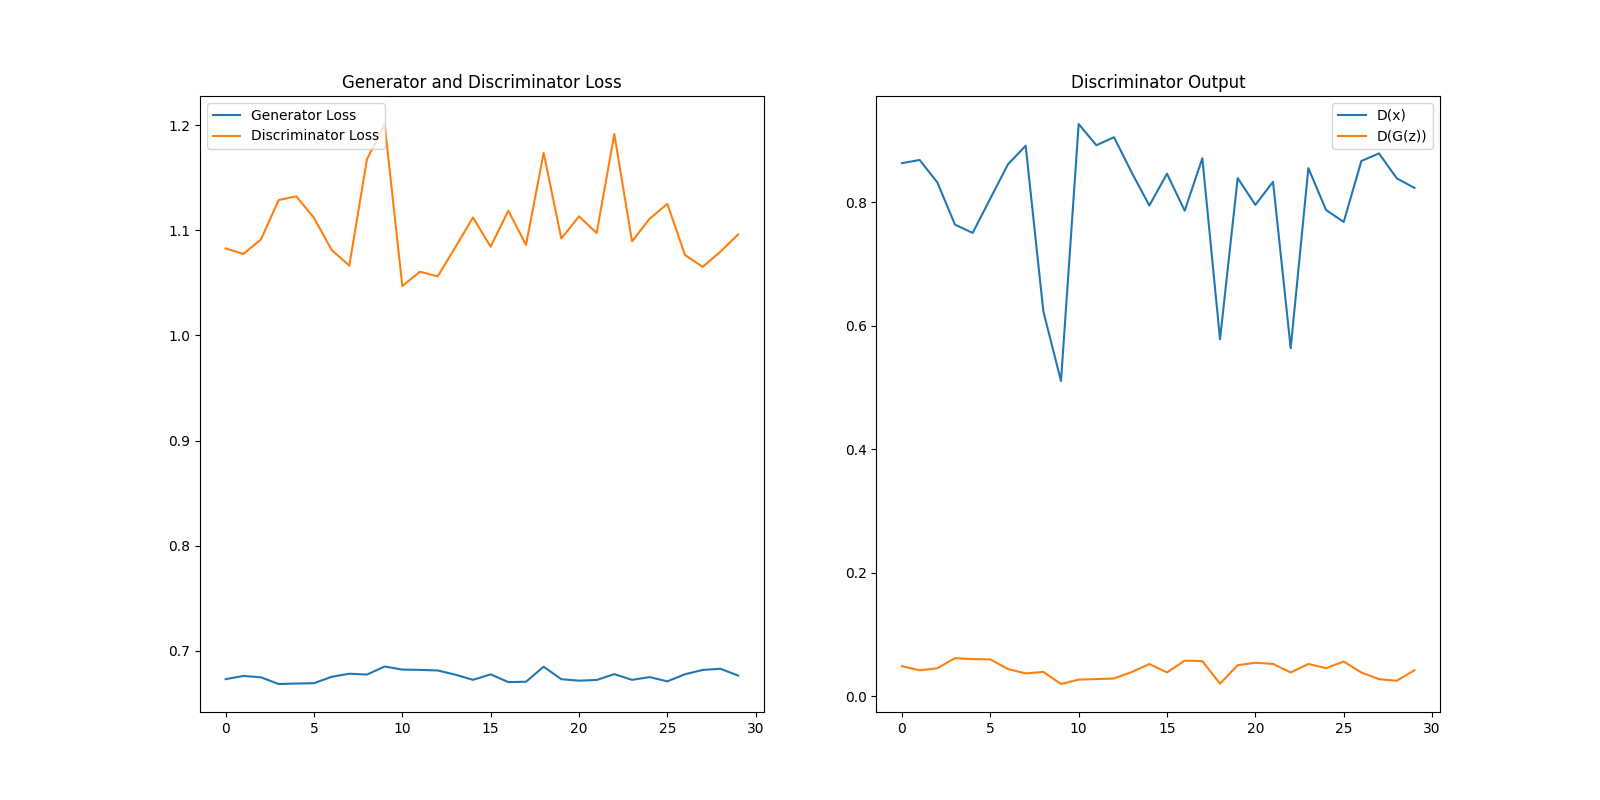 Generator and Discriminator Loss
Generator Loss
Discriminator Loss
1.2
1.1
1.0
0.9
0.8
0.7
0 5 10 15 20 25 30
Discriminator Output
D(x)
D(G(z))
0.8
0.6
0.4
0.2
0.0
0 5 10 15 20 25 30